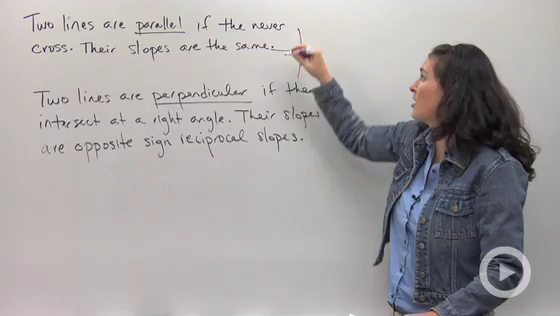 Two lines are parallel if the never
cross. Their slopes are the same.
Two lines are perpendicular if the
intersect at a right angle. Their slopes
are opposite sign reciprocal slopes.